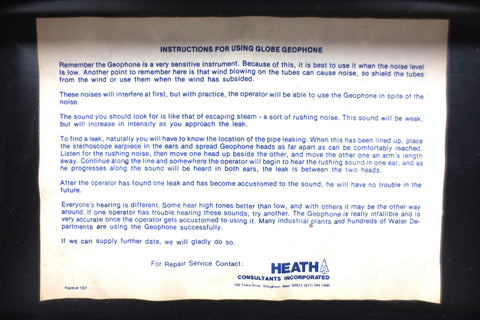 INSTRUCTIONS FOR USING GLOBE GEOPHONE
Remember the Geophone is a very sensitive instrument. Because of this, it is best to use it when the noise level
is low. Another point to remember here is that wind blowing on the tubes can cause noise, so shield the tubes
from the wind or use them when the wind has subsided.
These noises will interfere at first, but with practice, the operator will be able to use the Geophone in spite of the
noise.
The sound you should look for is like that of escaping steam - a sort of rushing noise. This sound will be weak,
but will increase in intensity as you approach the leak.
To find a leak, naturally you will have to know the location of the pipe leaking. When this has been lined up, place
the stethoscope earpiece in the ears and spread Geophone heads as far apart as can be comfortably reached.
Listen for the rushing noise, then move one head up beside the other, and move the other one an arm's length
away. Continue along the line and somewhere the operator will begin to hear the rushing sound in one ear, and as
he progresses along the sound will be heard in both ears, the leak is between the two heads.
After the operator has found one leak and has become accustomed to the sound, he will have no trouble in the
future.
Everyone's hearing is different. Some hear high tones better than low, and with others it may be the other way
around. If one operator has trouble hearing these sounds, try another. The Geophone is really infallible and is
very accurate once the operator gets accustomed to using it. Many industrial plants and hundreds of Water De-
partments are using the Geophone successfully.
If we can supply further data, we will gladly do so.
For Repair Service Contact:
HEATH
CONSULTANTS INCORPORATED
100 Tosca Drive Stoughton, Mass. 02072 (617) 344-1400
Form # 157